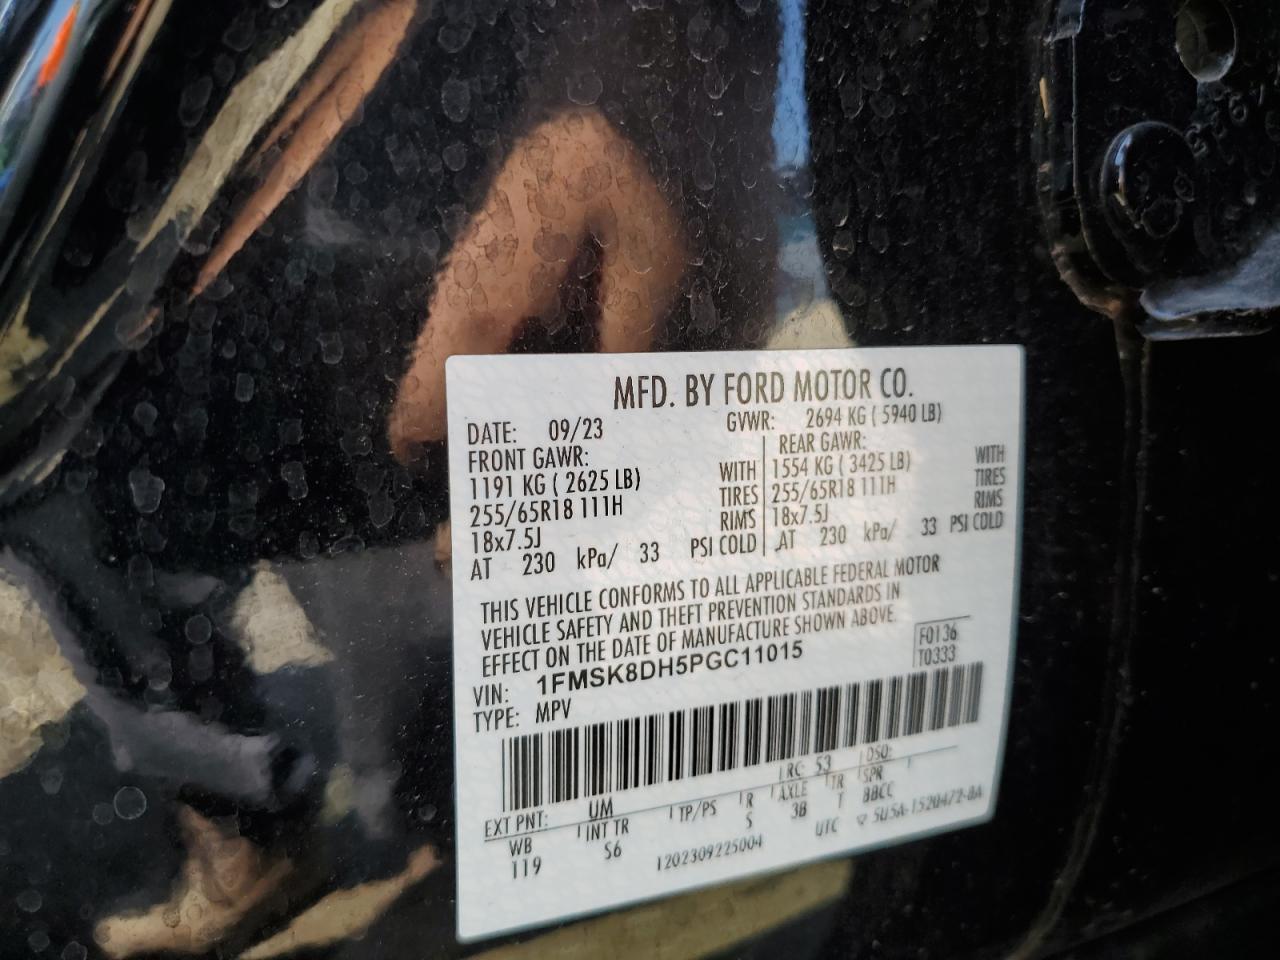 MFD. BY FORD MOTOR CO.
DATE: 09/23 GVWR: 2694 KG ( 5940 LB)
FRONT GAWR: REAR GAWR:
1191 KG ( 2625 LB) WITH 1554 KG ( 3425 LB) WITH
255/65R18 111H TIRES 255/65R18 111H TIRES
18x7.5J RIMS 18x7.5J RIMS
AT 230 kPa/ 33 PSI COLD AT 230 kPa/ 33 PSI COLD
THIS VEHICLE CONFORMS TO ALL APPLICABLE FEDERAL MOTOR
VEHICLE SAFETY AND THEFT PREVENTION STANDARDS IN
EFFECT ON THE DATE OF MANUFACTURE SHOWN ABOVE.
F0136
T0333
VIN: 1FMSK8DH5PGC11015
TYPE: MPV
EXT PNT: UM RC: 53 DSO:
WB INT TR TP/PS R AXLE TR SPR
119 S6 S 3B T BBCC
1202309225004 UTC 5U5A-1520472-BA